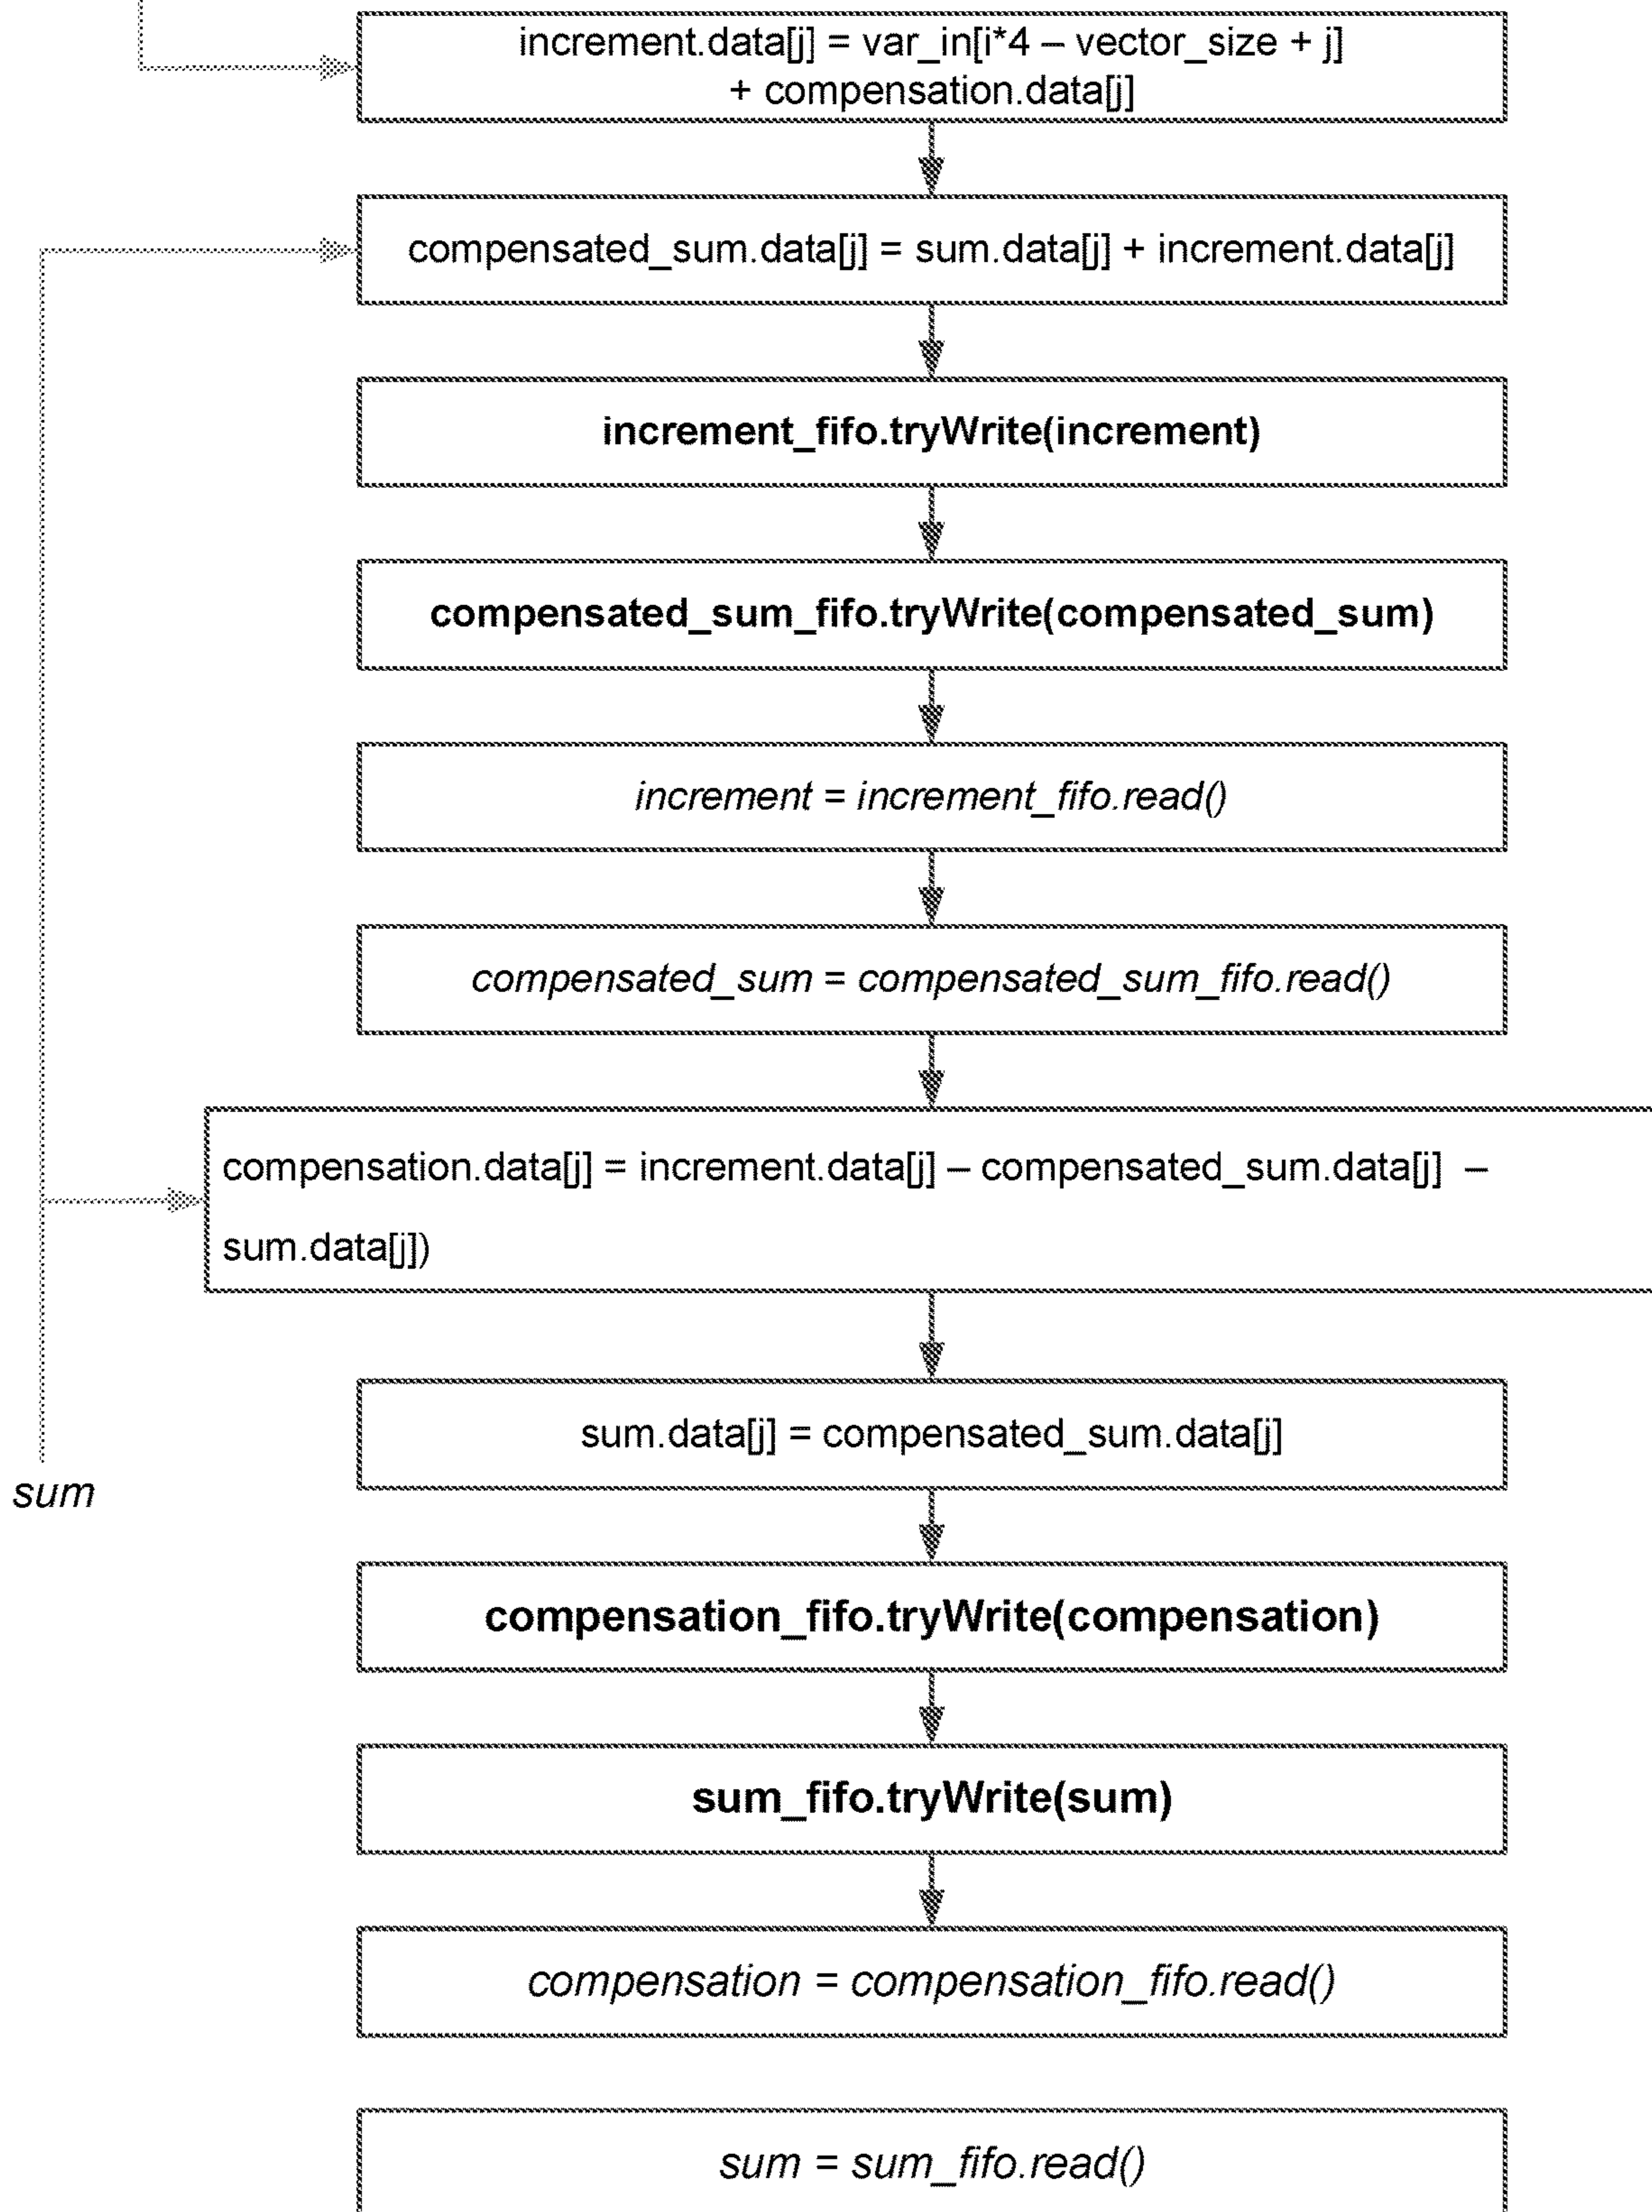 increment.data[j] = var_in[i*4 – vector_size + j]
+ compensation.data[j]
compensated_sum.data[j] = sum.data[j] + increment.data[j]
increment_fifo.tryWrite(increment)
compensated_sum_fifo.tryWrite(compensated_sum)
increment = increment_fifo.read()
compensated_sum = compensated_sum_fifo.read()
compensation.data[j] = increment.data[j] – compensated_sum.data[j] –
sum.data[j])
sum.data[j] = compensated_sum.data[j]
sum
compensation_fifo.tryWrite(compensation)
sum_fifo.tryWrite(sum)
compensation = compensation_fifo.read()
sum = sum_fifo.read()